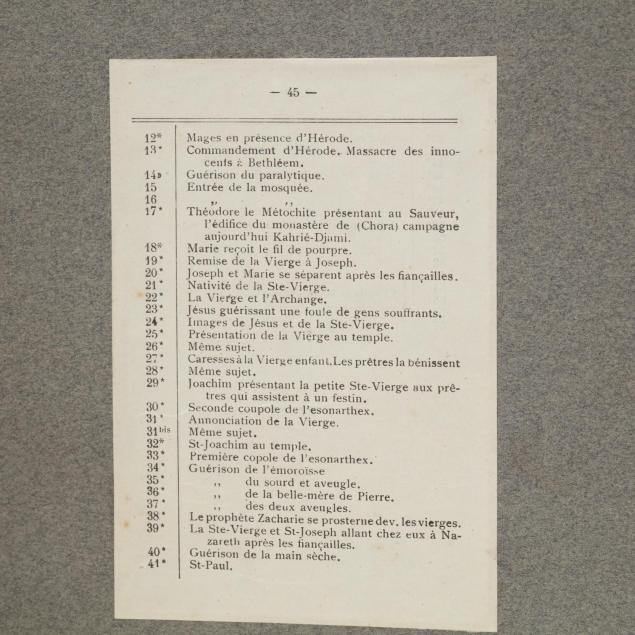 — 45 —
12* Mages en présence d'Hérode.
13* Commandement d'Hérode. Massacre des inno-
cents à Bethléem.
14* Guérison du paralytique.
15 Entrée de la mosquée.
16 ,, ,,
17* Théodore le Métochite présentant au Sauveur,
l'édifice du monastère de (Chora) campagne
aujourd'hui Kahrié-Djami.
18* Marie reçoit le fil de pourpre.
19* Remise de la Vierge à Joseph.
20* Joseph et Marie se séparent après les fiançailles.
21* Nativité de la Ste-Vierge.
22* La Vierge et l'Archange.
23* Jésus guérissant une foule de gens souffrants.
24* Images de Jésus et de la Ste-Vierge.
25* Présentation de la Vièrge au temple.
26* Même sujet.
27* Caresses à la Vierge enfant. Les prêtres la bénissent
28* Même sujet.
29* Joachim présentant la petite Ste-Vierge aux prê-
tres qui assistent à un festin.
30* Seconde coupole de l'esonarthex.
31* Annonciation de la Vierge.
31bis Même sujet.
32* St-Joachim au temple.
33* Première copole de l'esonarthex.
34* Guérison de l'émoroïsse
35* ,, du sourd et aveugle.
36* ,, de la belle-mère de Pierre.
37* ,, des deux aveugles.
38* Le prophète Zacharie se prosterne dev. les vierges.
39* La Ste-Vierge et St-Joseph allant chez eux à Na-
zareth après les fiançailles.
40* Guérison de la main sèche.
41* St-Paul.